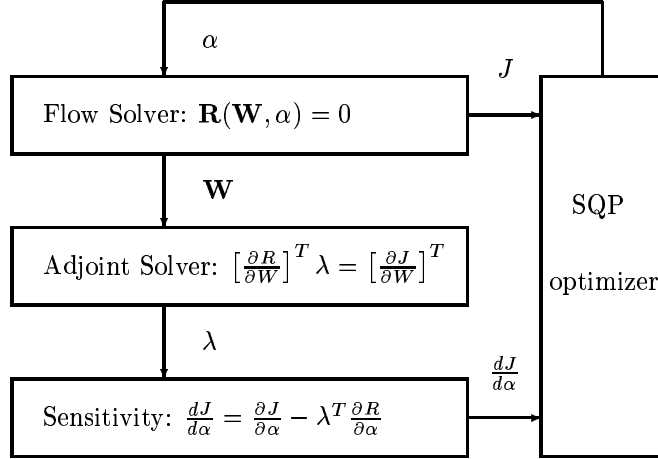 α
J
Flow Solver: R(W, α) = 0
W
SQP
optimizer
Adjoint Solver: [∂R/∂W]^T λ = [∂J/∂W]^T
λ
dJ/dα
Sensitivity: dJ/dα = ∂J/∂α − λ^T ∂R/∂α